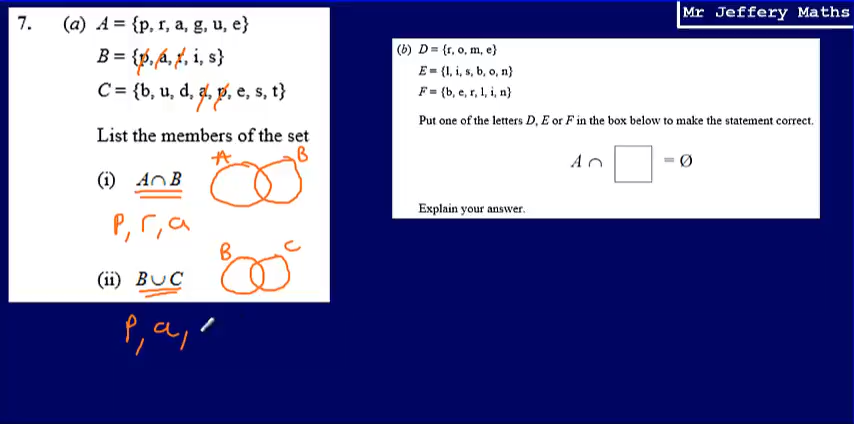 Mr Jeffery Maths
7. (a) A = {p, r, a, g, u, e}
B = {p, a, r, i, s}
C = {b, u, d, a, p, e, s, t}
List the members of the set
A B
(i) A∩B
p, r, a
B C
(ii) B∪C
p, a,
(b) D = {r, o, m, e}
E = {l, i, s, b, o, n}
F = {b, e, r, l, i, n}
Put one of the letters D, E or F in the box below to make the statement correct.
A ∩ = Ø
Explain your answer.